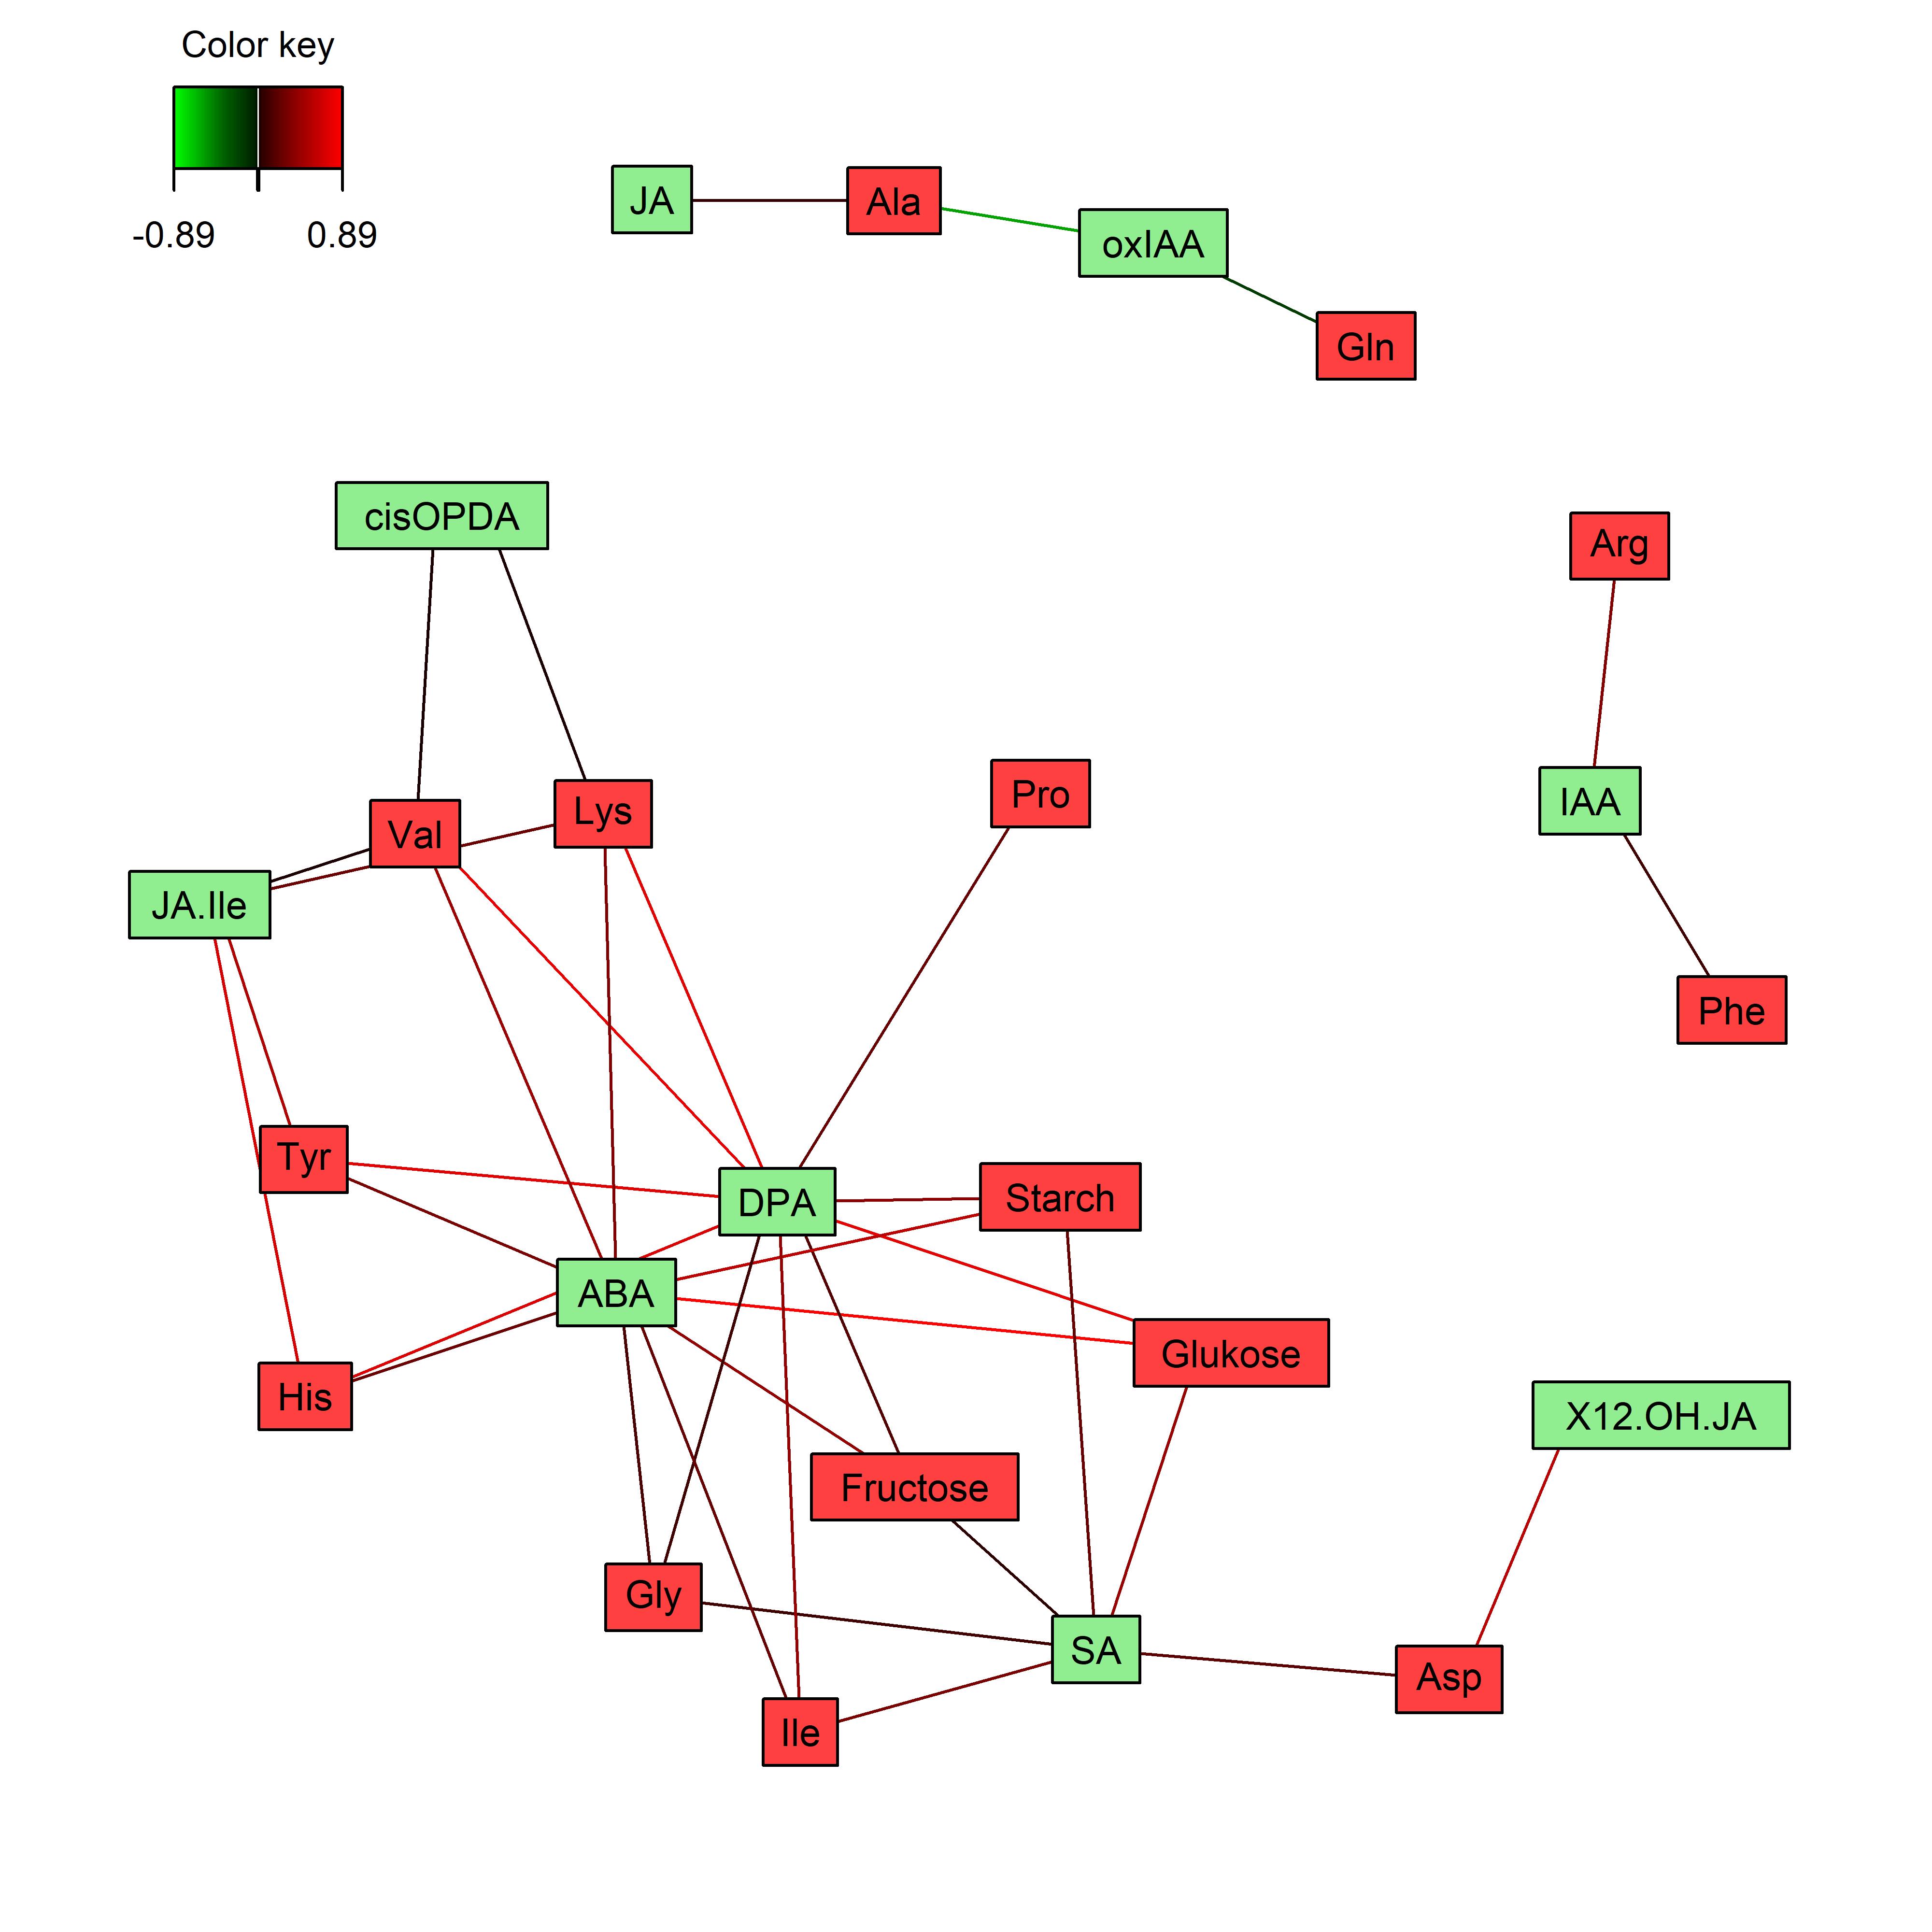 Color key
-0.89 0.89
JA
Ala
oxIAA
Gln
cisOPDA
Arg
Pro
IAA
Lys
Val
JA.Ile
Phe
Tyr
DPA
Starch
ABA
Glukose
His
X12.OH.JA
Fructose
Gly
SA
Asp
Ile